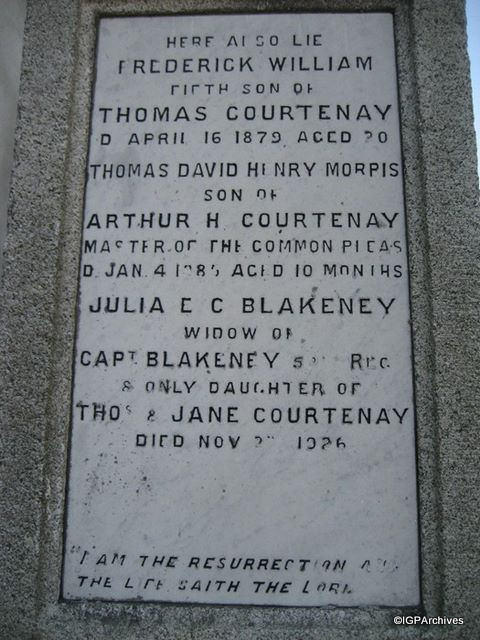 HERE ALSO LIE
FREDERICK WILLIAM
FIFTH SON OF
THOMAS COURTENAY
D APRIL 16 1879 AGED
THOMAS DAVID HENRY MORRIS
SON OF
ARTHUR H COURTENAY
MASTER OF THE COMMON PLEAS
D. JAN. 4 AGED 10 MONTHS
JULIA E C BLAKENEY
WIDOW OF
CAPT BLAKENEY REG
& ONLY DAUGHTER OF
THOS & JANE COURTENAY
DIED NOV 1926
"I AM THE RESURRECTION AND
THE LIFE SAITH THE LORD
©IGPArchives